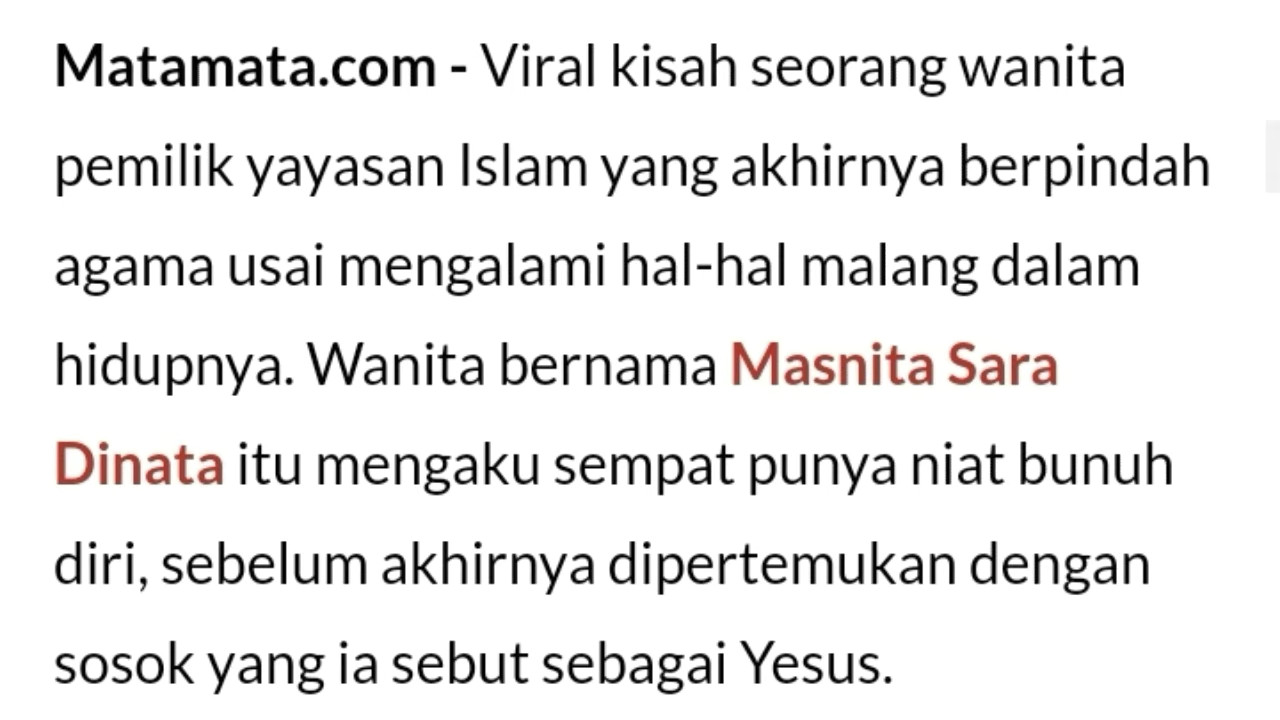 Matamata.com - Viral kisah seorang wanita
pemilik yayasan Islam yang akhirnya berpindah
agama usai mengalami hal-hal malang dalam
hidupnya. Wanita bernama Masnita Sara
Dinata itu mengaku sempat punya niat bunuh
diri, sebelum akhirnya dipertemukan dengan
sosok yang ia sebut sebagai Yesus.